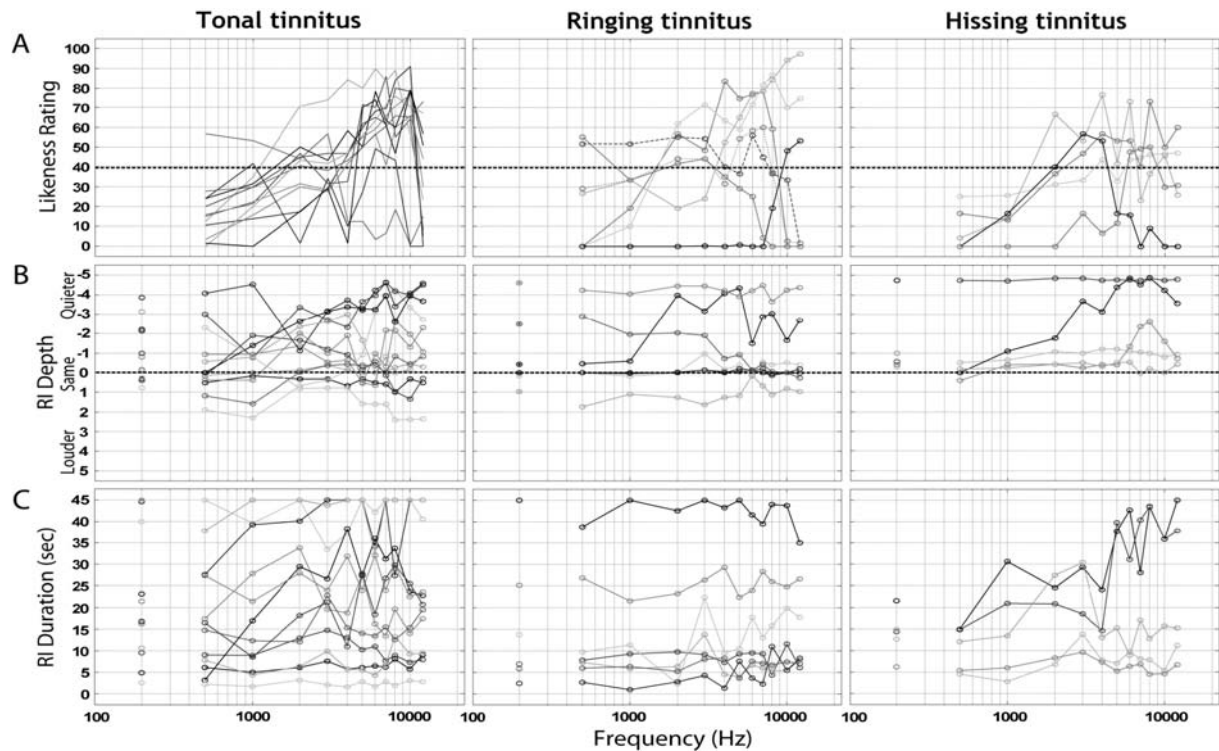 Tonal tinnitus Ringing tinnitus Hissing tinnitus
A
Likeness Rating
100
90
80
70
60
50
40
30
20
10
0
B
RI Depth
Quieter
Same
Louder
-5
-4
-3
-2
-1
0
1
2
3
4
5
C
RI Duration (sec)
45
40
35
30
25
20
15
10
5
0
100 1000 10000 100 1000 10000 100 1000 10000
Frequency (Hz)